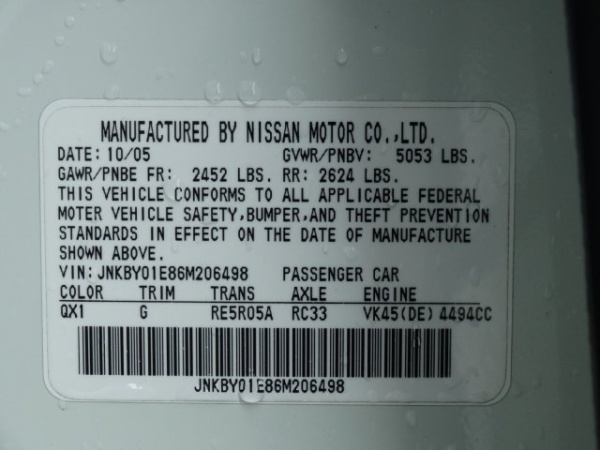 MANUFACTURED BY NISSAN MOTOR CO.,LTD.
DATE: 10/05 GVWR/PNBV: 5053 LBS.
GAWR/PNBE FR: 2452 LBS. RR: 2624 LBS.
THIS VEHICLE CONFORMS TO ALL APPLICABLE FEDERAL
MOTER VEHICLE SAFETY,BUMPER,AND THEFT PREVENTION
STANDARDS IN EFFECT ON THE DATE OF MANUFACTURE
SHOWN ABOVE.
VIN: JNKBY01E86M206498 PASSENGER CAR
COLOR TRIM TRANS AXLE ENGINE
QX1 G RE5R05A RC33 VK45(DE) 4494CC
JNKBY01E86M206498